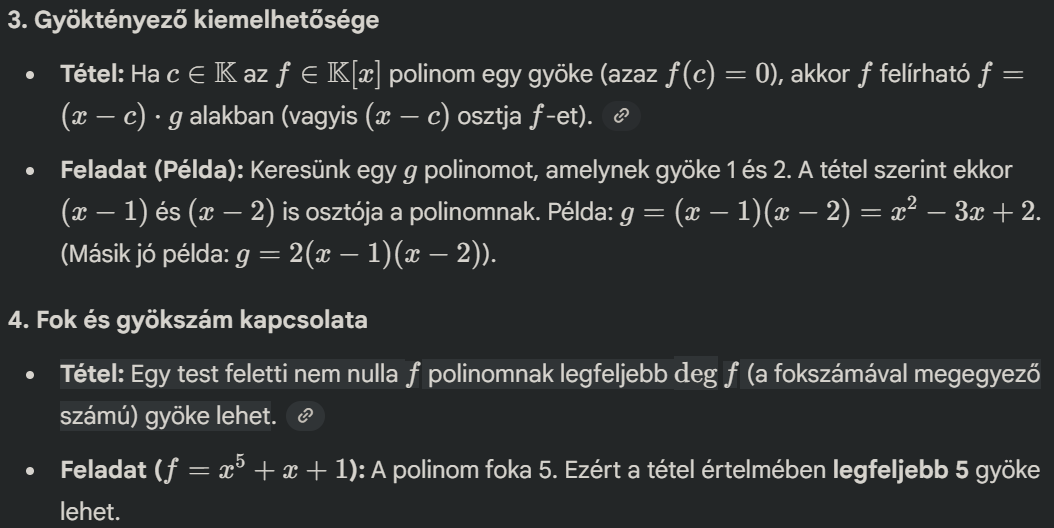 3. Gyöktényező kiemelhetősége
• Tétel: Ha c ∈ 𝕂 az f ∈ 𝕂[x] polinom egy gyöke (azaz f(c) = 0), akkor f felírható f =
(x − c) · g alakban (vagyis (x − c) osztja f-et).
• Feladat (Példa): Keresünk egy g polinomot, amelynek gyöke 1 és 2. A tétel szerint ekkor
(x − 1) és (x − 2) is osztója a polinomnak. Példa: g = (x − 1)(x − 2) = x² − 3x + 2.
(Másik jó példa: g = 2(x − 1)(x − 2)).
4. Fok és gyökszám kapcsolata
• Tétel: Egy test feletti nem nulla f polinomnak legfeljebb deg f (a fokszámával megegyező
számú) gyöke lehet.
• Feladat (f = x⁵ + x + 1): A polinom foka 5. Ezért a tétel értelmében legfeljebb 5 gyöke
lehet.